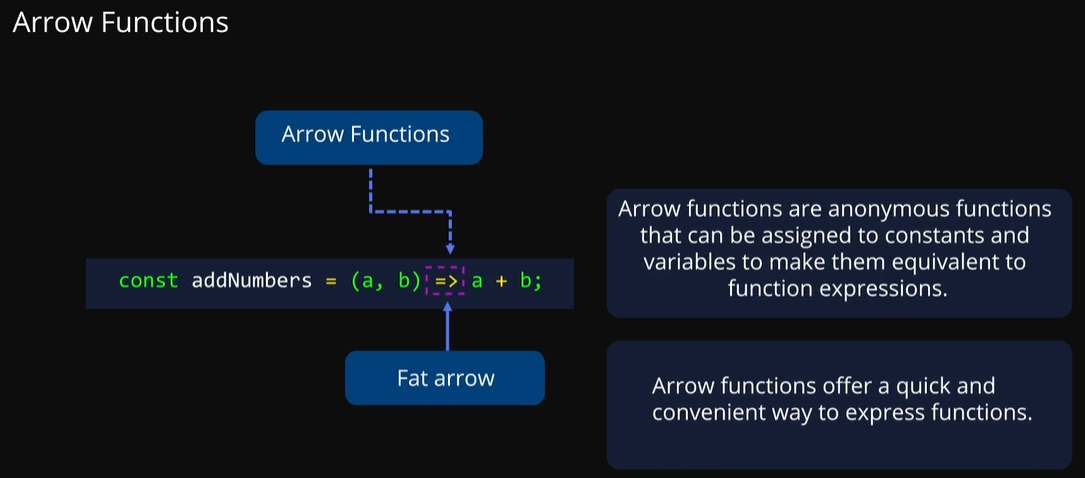 Arrow Functions
Arrow Functions
const addNumbers = (a, b) => a + b;
Fat arrow
Arrow functions are anonymous functions
that can be assigned to constants and
variables to make them equivalent to
function expressions.
Arrow functions offer a quick and
convenient way to express functions.